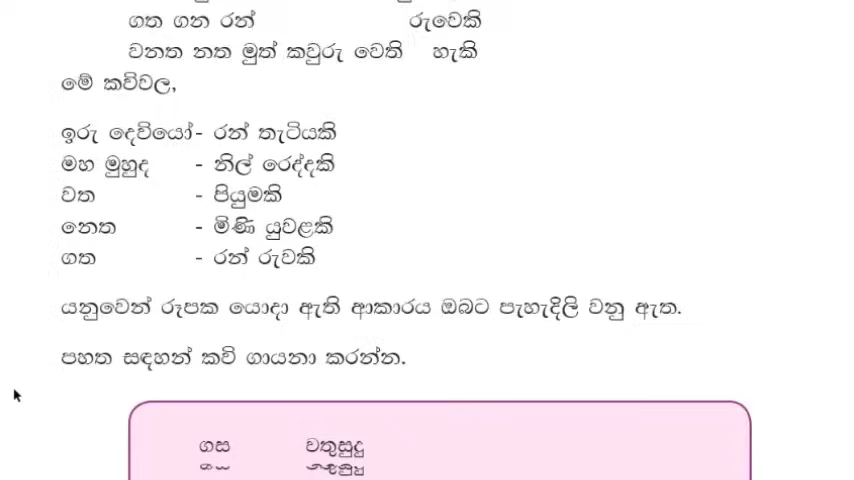 ගත ගන රන් රුවෙකි
වනත නත මුත් කවුරු වෙති හැකි
මේ කවිවල,
ඉරු දෙවියෝ - රන් තැටියකි
මහ මුහුද - නිල් රෙද්දකි
වත - පියුමකි
නෙත - මිණි යුවළකි
ගත - රන් රුවකි
යනුවෙන් රූපක යොදා ඇති ආකාරය ඔබට පැහැදිලි වනු ඇත.
පහත සඳහන් කවි ගායනා කරන්න.
ගස වතුසුදු